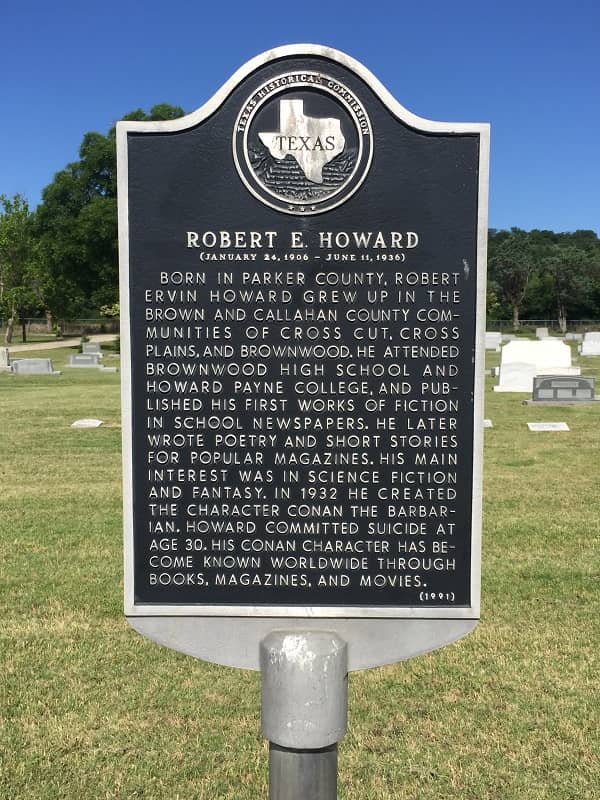 TEXAS HISTORICAL COMMISSION
TEXAS
ROBERT E. HOWARD
(JANUARY 24, 1906 – JUNE 11, 1936)
BORN IN PARKER COUNTY, ROBERT
ERVIN HOWARD GREW UP IN THE
BROWN AND CALLAHAN COUNTY COM-
MUNITIES OF CROSS CUT, CROSS
PLAINS, AND BROWNWOOD. HE ATTENDED
BROWNWOOD HIGH SCHOOL AND
HOWARD PAYNE COLLEGE, AND PUB-
LISHED HIS FIRST WORKS OF FICTION
IN SCHOOL NEWSPAPERS. HE LATER
WROTE POETRY AND SHORT STORIES
FOR POPULAR MAGAZINES. HIS MAIN
INTEREST WAS IN SCIENCE FICTION
AND FANTASY. IN 1932 HE CREATED
THE CHARACTER CONAN THE BARBAR-
IAN. HOWARD COMMITTED SUICIDE AT
AGE 30. HIS CONAN CHARACTER HAS BE-
COME KNOWN WORLDWIDE THROUGH
BOOKS, MAGAZINES, AND MOVIES.
(1991)